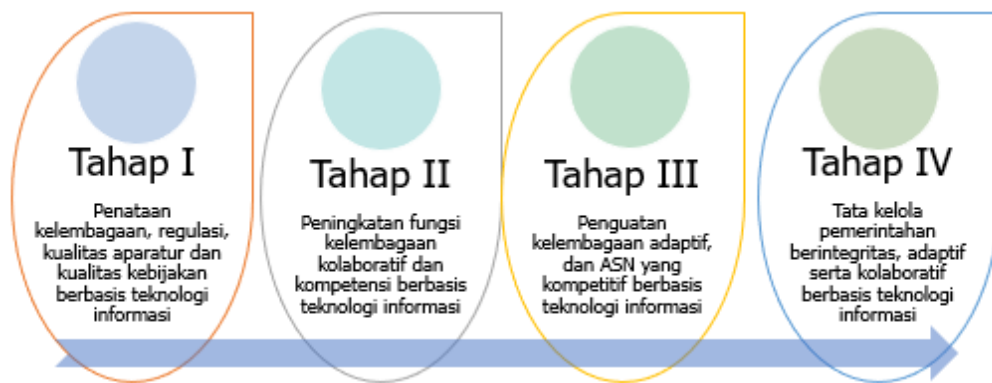 Tahap I
Penataan
kelembagaan, regulasi,
kualitas aparatur dan
kualitas kebijakan
berbasis teknologi
informasi
Tahap II
Peningkatan fungsi
kelembagaan
kolaboratif dan
kompetensi berbasis
teknologi informasi
Tahap III
Penguatan
kelembagaan adaptif,
dan ASN yang
kompetitif berbasis
teknologi informasi
Tahap IV
Tata kelola
pemerintahan
berintegritas, adaptif
serta kolaboratif
berbasis teknologi
informasi